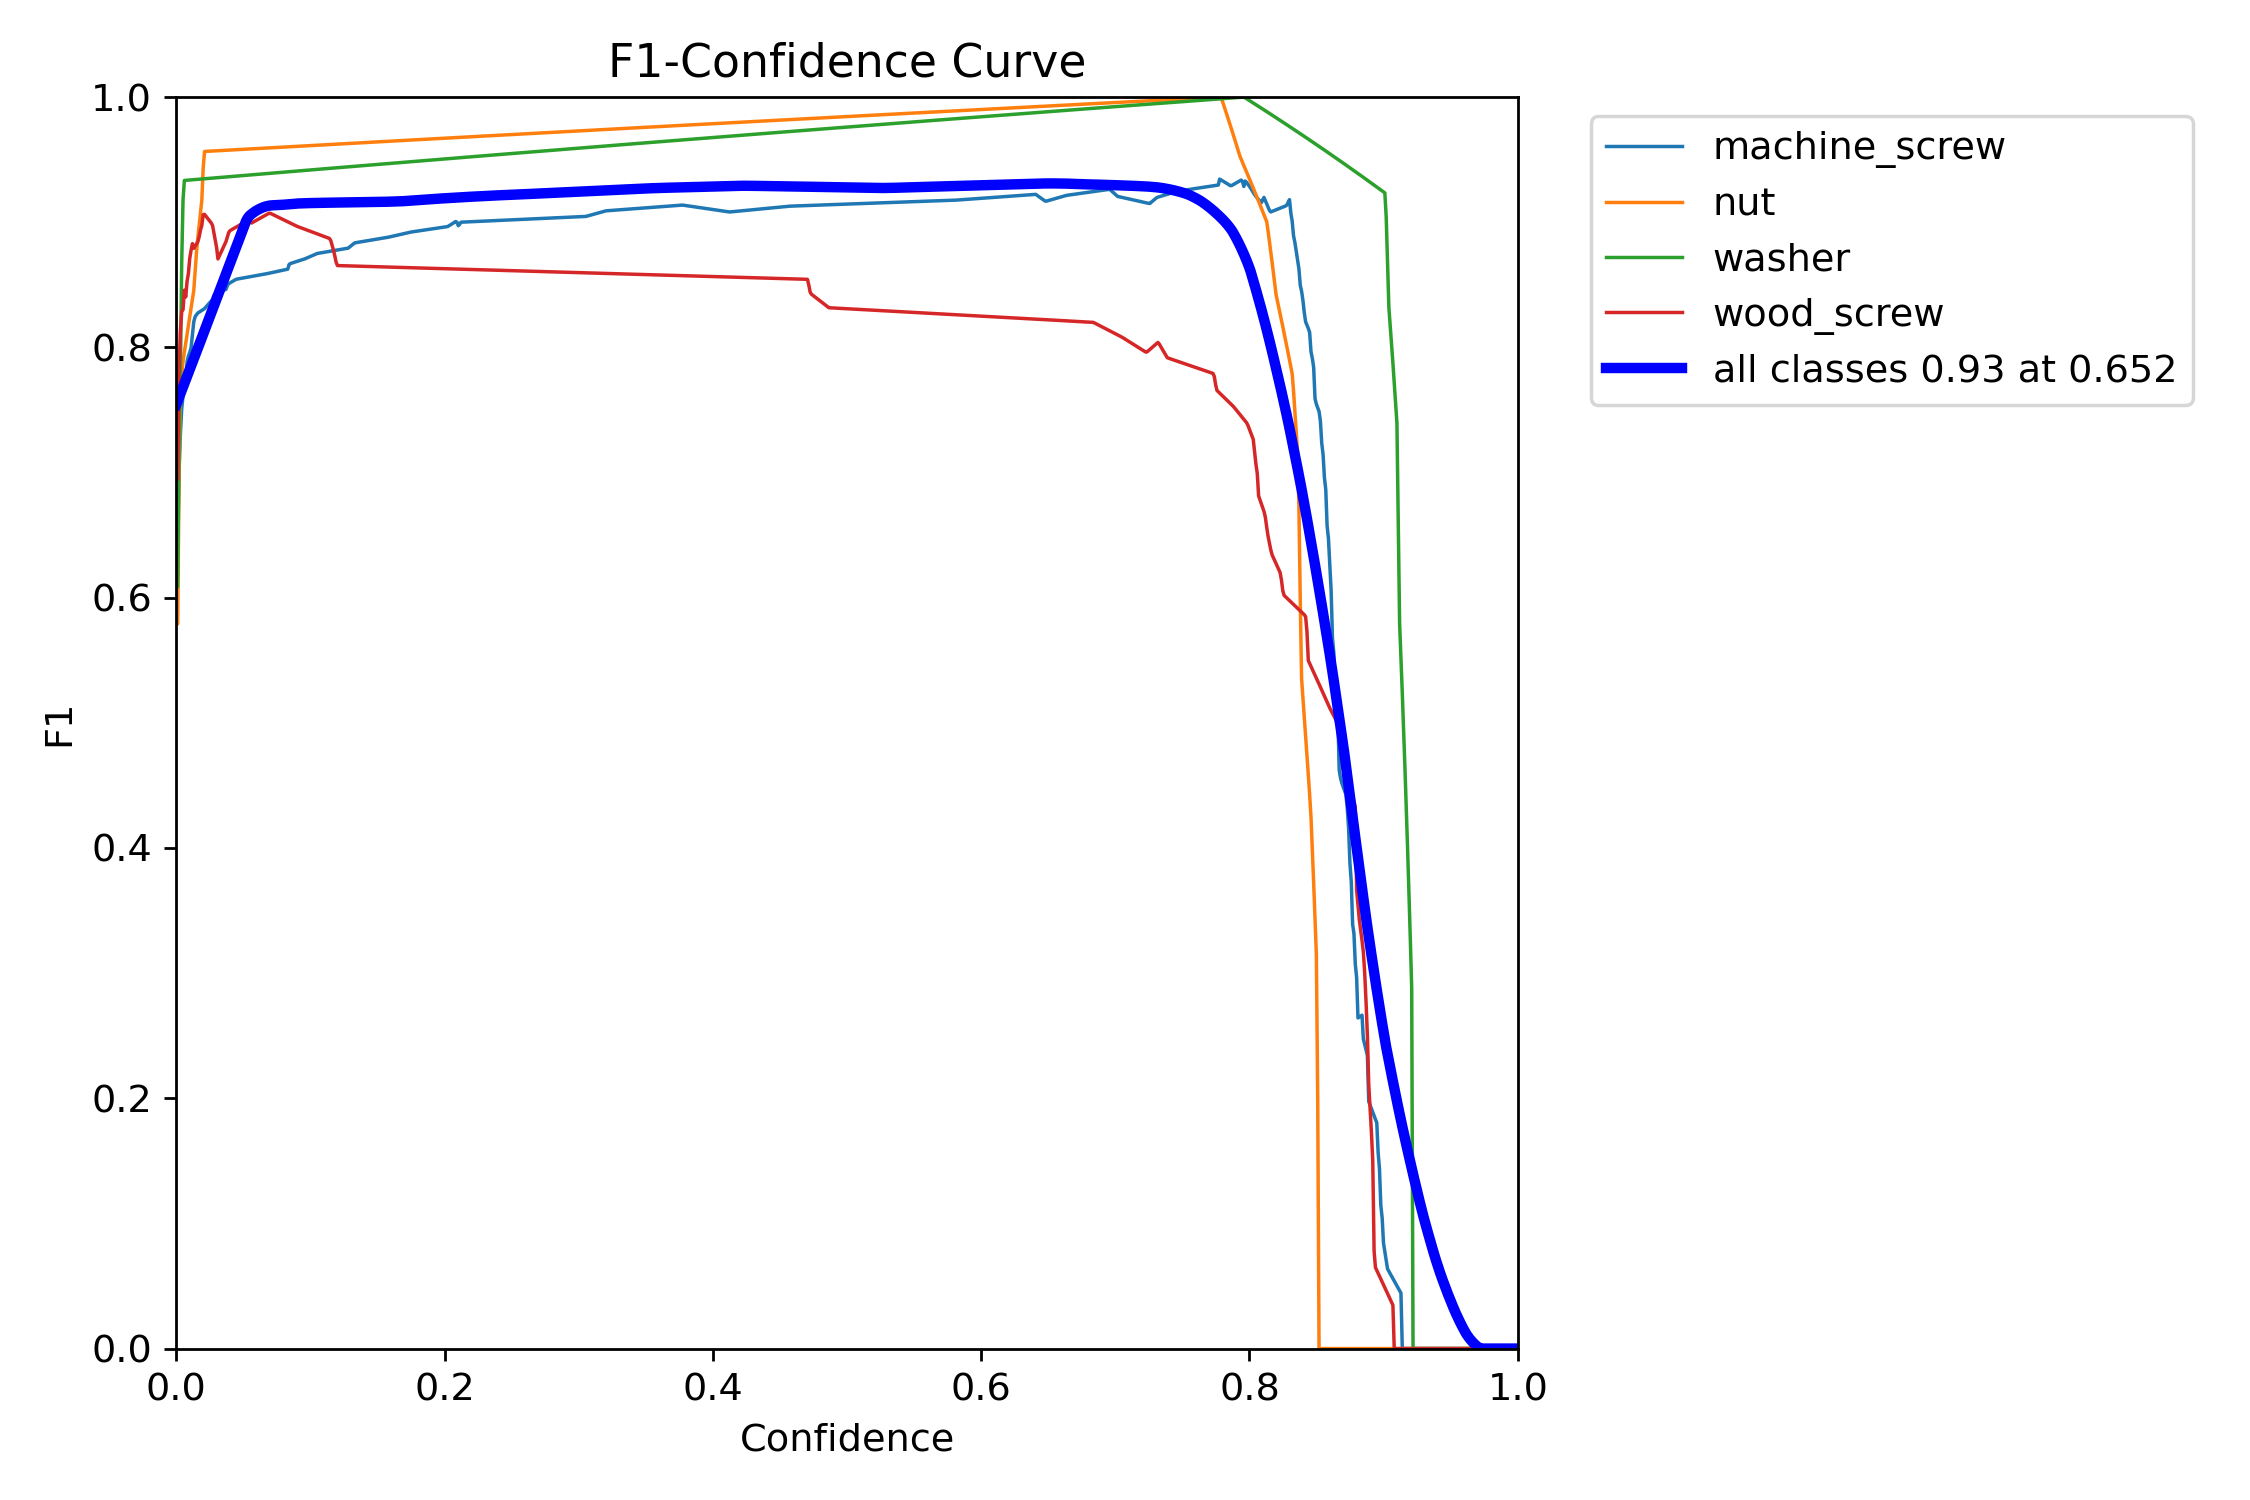 F1-Confidence Curve
1.0
0.8
0.6
0.4
0.2
0.0
F1
0.0 0.2 0.4 0.6 0.8 1.0
Confidence
machine_screw
nut
washer
wood_screw
all classes 0.93 at 0.652